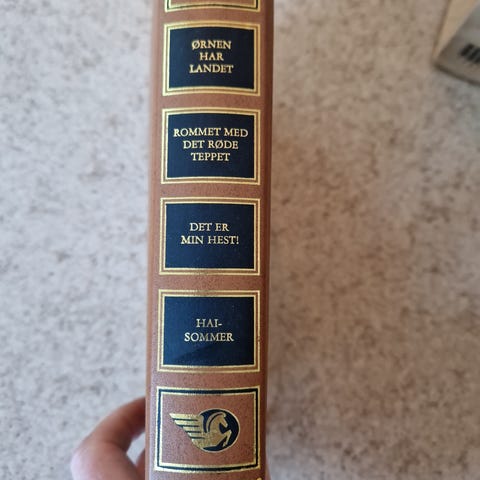 ØRNEN
HAR
LANDET
ROMMET MED
DET RØDE
TEPPET
DET ER
MIN HEST!
HAI-
SOMMER